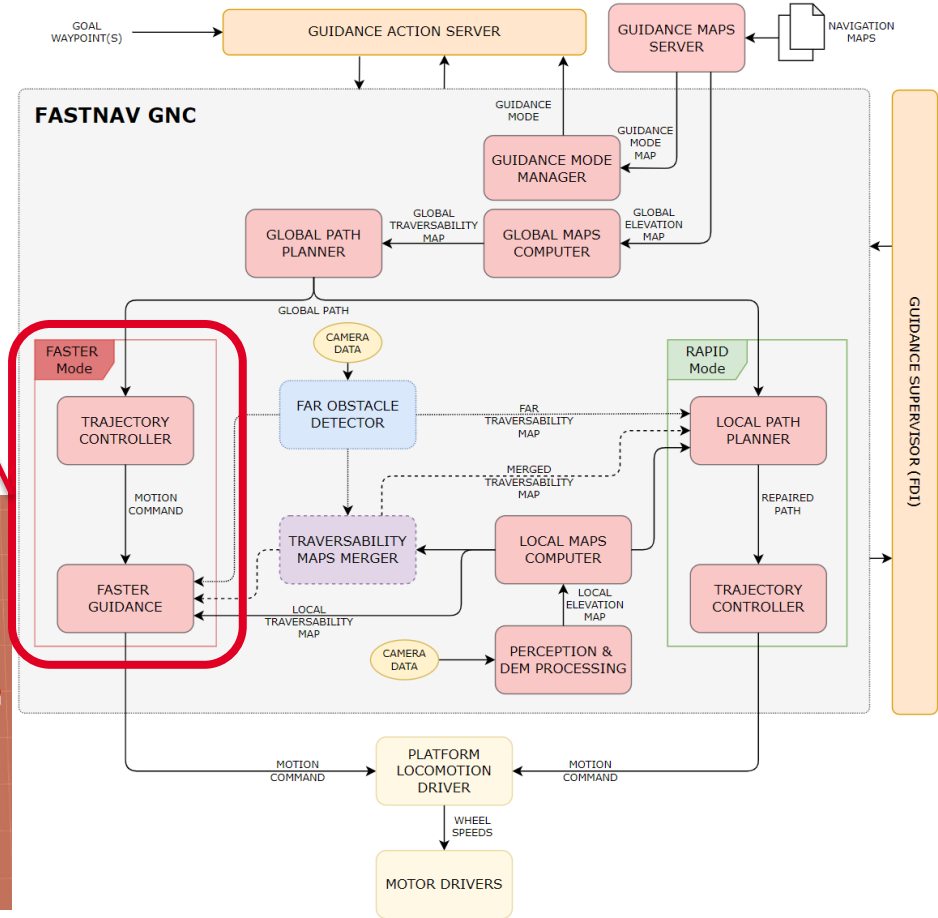 GOAL
WAYPOINT(S)
GUIDANCE ACTION SERVER
GUIDANCE MAPS
SERVER
NAVIGATION
MAPS
FASTNAV GNC
GUIDANCE
MODE
GUIDANCE
MODE
MAP
GUIDANCE MODE
MANAGER
GLOBAL PATH
PLANNER
GLOBAL
TRAVERSABILITY
MAP
GLOBAL MAPS
COMPUTER
GLOBAL
ELEVATION
MAP
GLOBAL PATH
GUIDANCE SUPERVISOR (FDI)
FASTER
Mode
CAMERA
DATA
RAPID
Mode
TRAJECTORY
CONTROLLER
FAR OBSTACLE
DETECTOR
FAR
TRAVERSABILITY
MAP
LOCAL PATH
PLANNER
MERGED
TRAVERSABILITY
MAP
MOTION
COMMAND
REPAIRED
PATH
TRAVERSABILITY
MAPS MERGER
LOCAL MAPS
COMPUTER
FASTER
GUIDANCE
LOCAL
TRAVERSABILITY
MAP
LOCAL
ELEVATION
MAP
TRAJECTORY
CONTROLLER
CAMERA
DATA
PERCEPTION &
DEM PROCESSING
MOTION
COMMAND
PLATFORM
LOCOMOTION
DRIVER
MOTION
COMMAND
WHEEL
SPEEDS
MOTOR DRIVERS